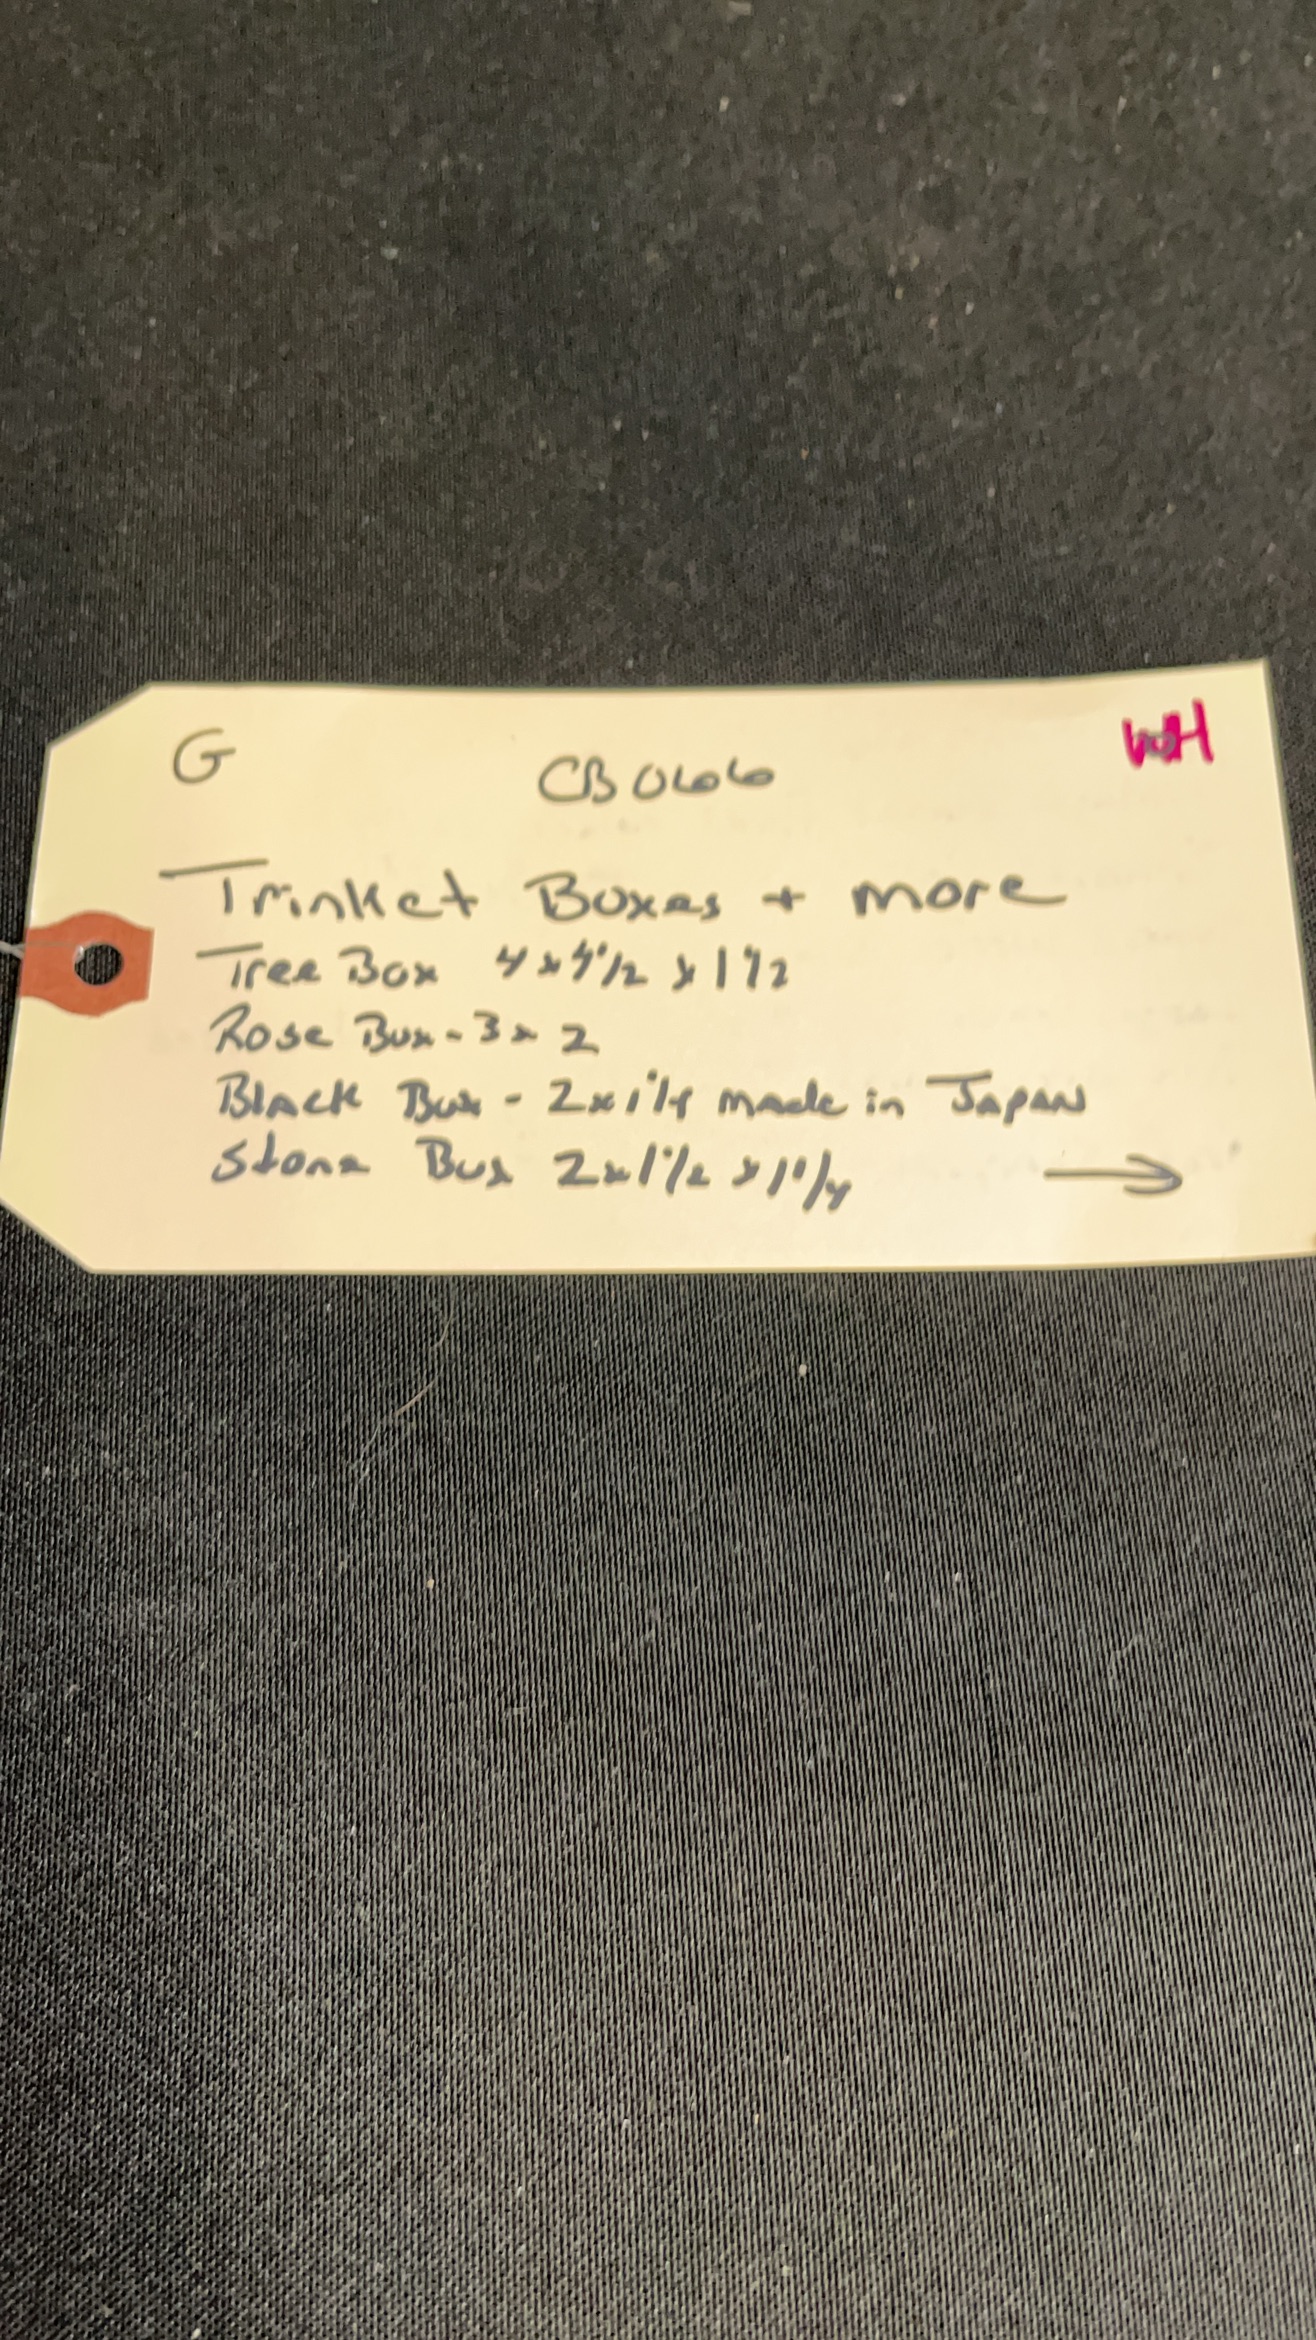 G CB066 WH
Trinket Boxes + more
Tree Box 4 x 4 1/2 x 1 1/2
Rose Box - 3 x 2
Black Box - 2 x 1 1/4 made in Japan
Stone Box 2 x 1 1/2 x 1 1/4 →